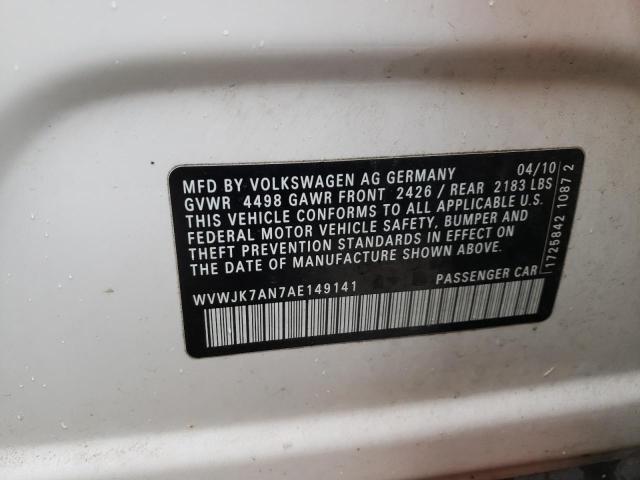 MFD BY VOLKSWAGEN AG GERMANY 04/10
GVWR 4498 GAWR FRONT 2426 / REAR 2183 LBS
THIS VEHICLE CONFORMS TO ALL APPLICABLE U.S.
FEDERAL MOTOR VEHICLE SAFETY, BUMPER AND
THEFT PREVENTION STANDARDS IN EFFECT ON
THE DATE OF MANUFACTURE SHOWN ABOVE.
WVWJK7AN7AE149141 PASSENGER CAR
1725842 1087 2